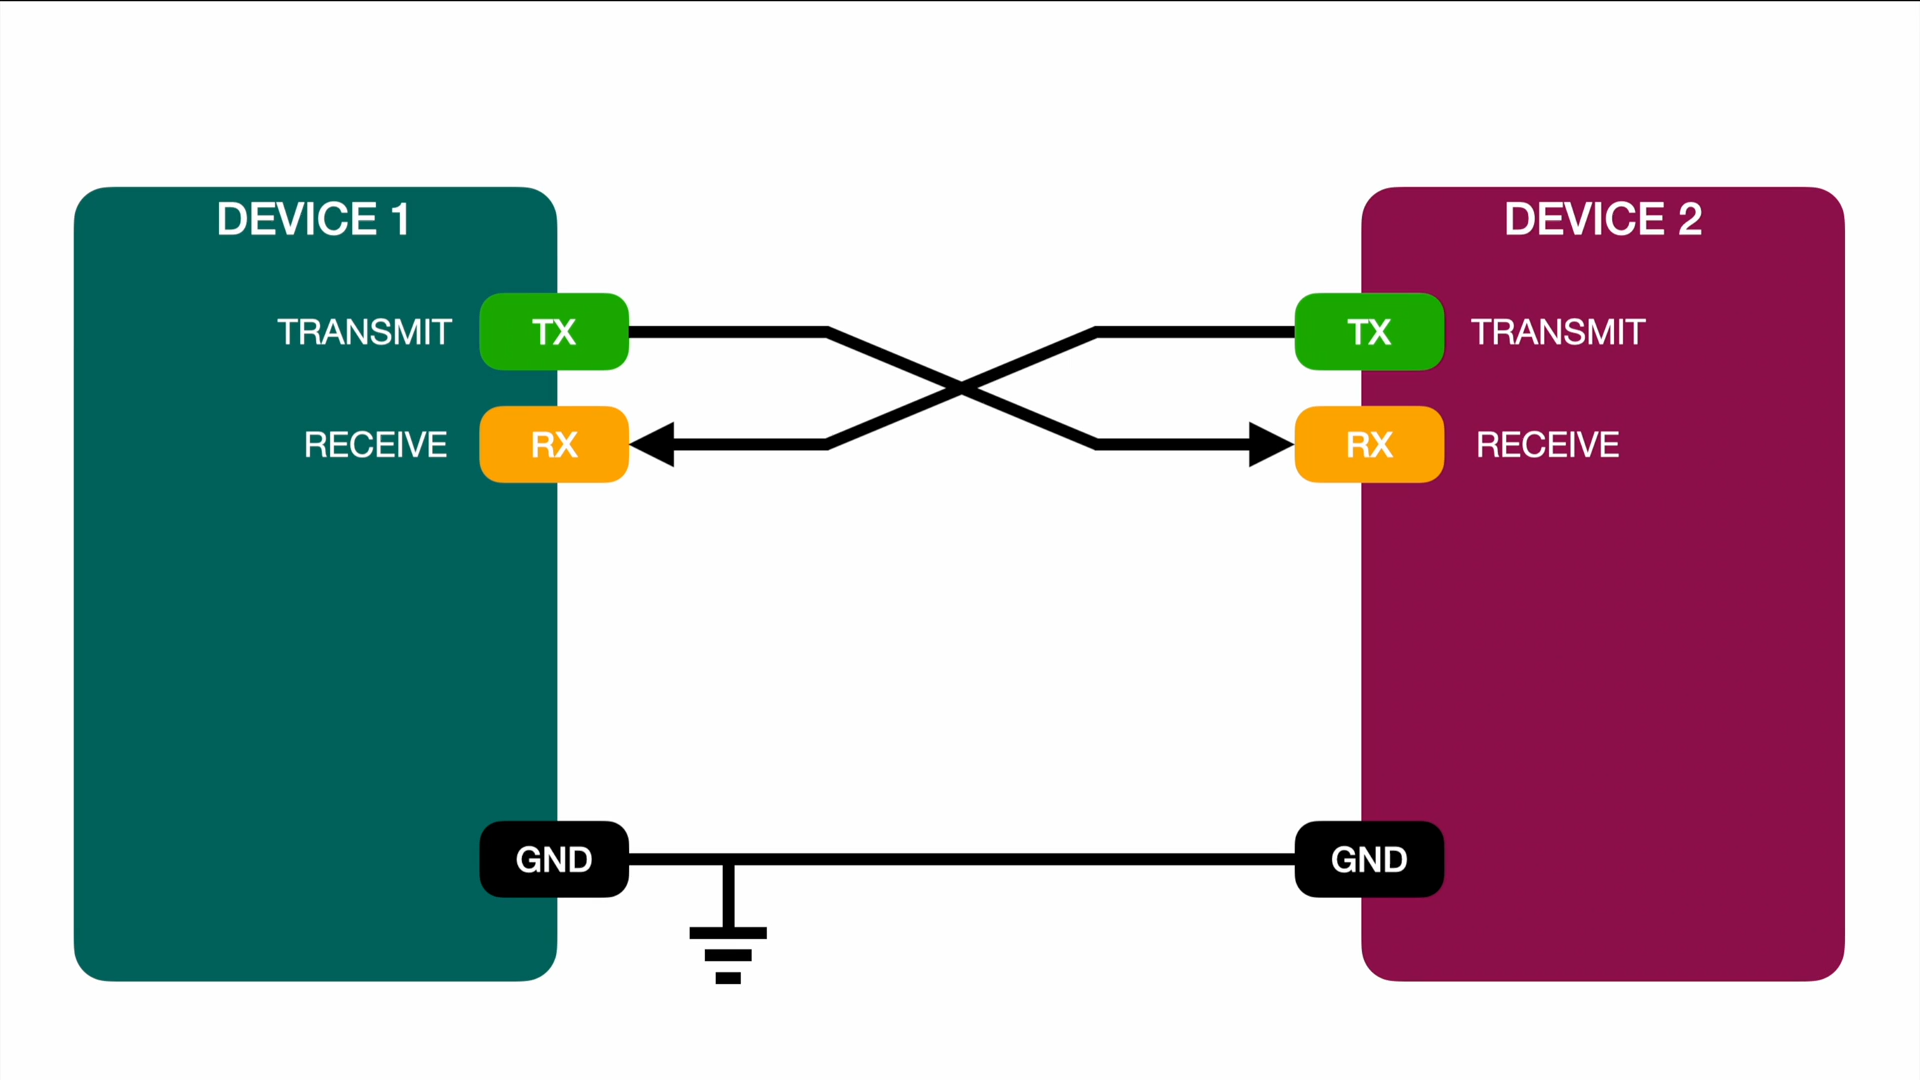 DEVICE 1
TRANSMIT TX
RECEIVE RX
GND
DEVICE 2
TX TRANSMIT
RX RECEIVE
GND